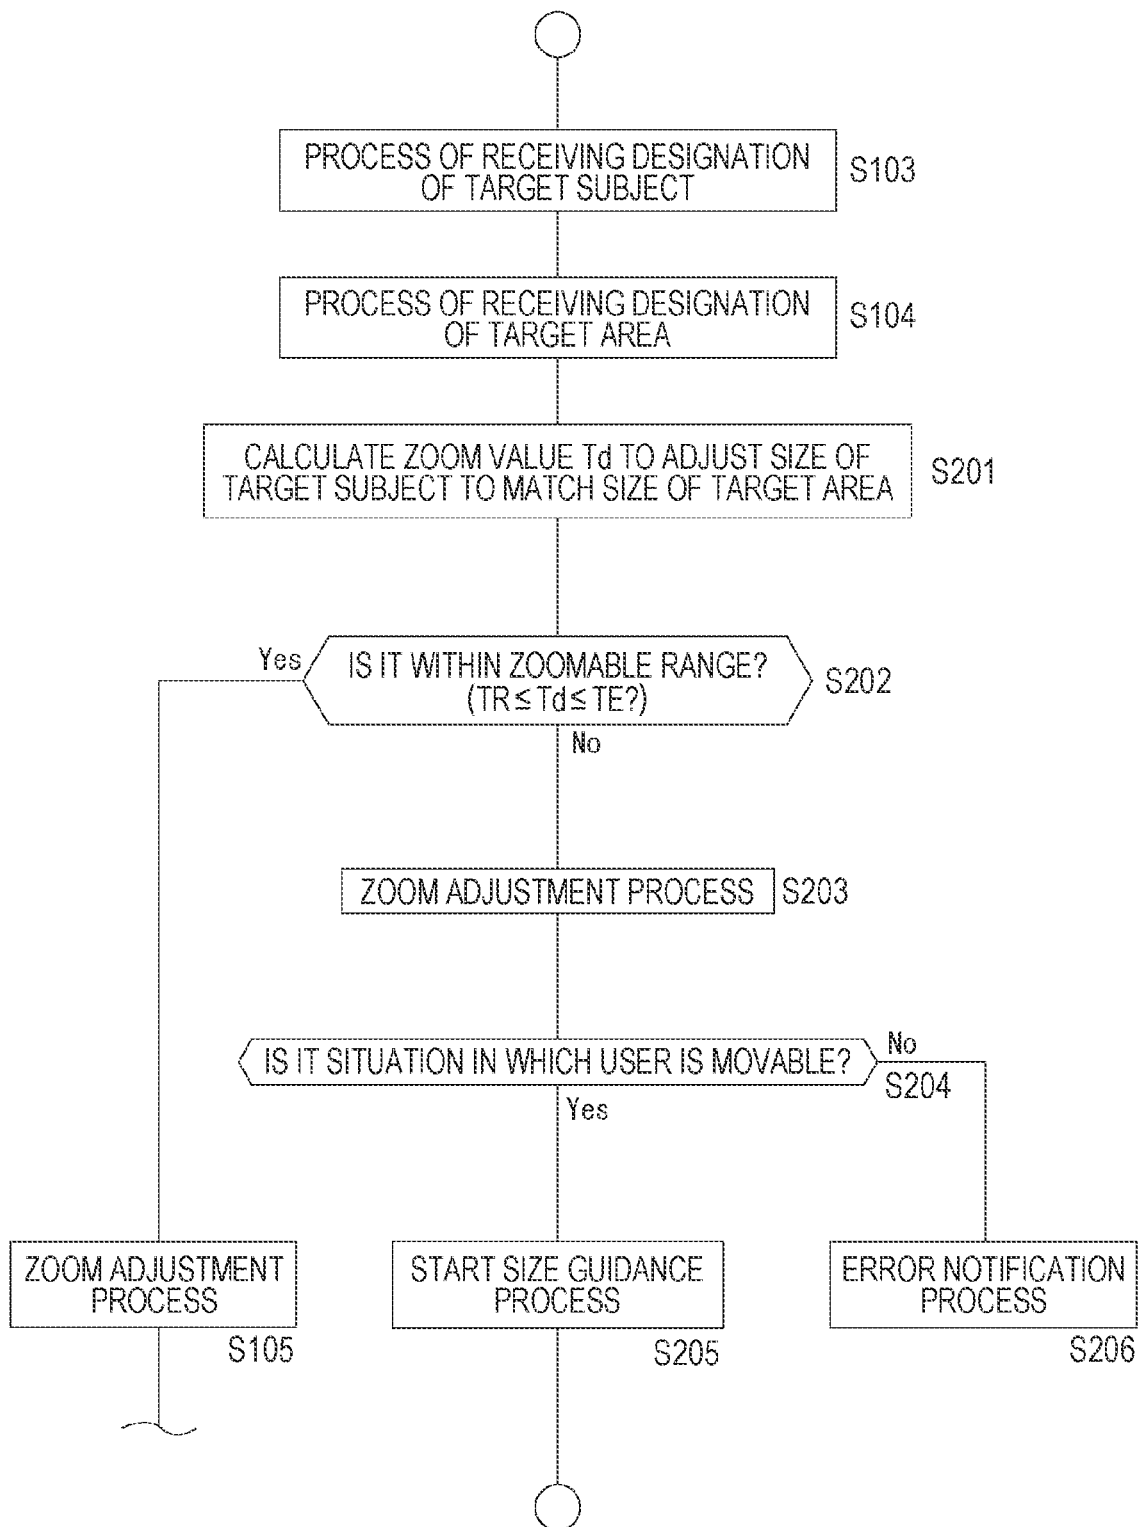 PROCESS OF RECEIVING DESIGNATION
OF TARGET SUBJECT
S103
PROCESS OF RECEIVING DESIGNATION
OF TARGET AREA
S104
CALCULATE ZOOM VALUE Td TO ADJUST SIZE OF
TARGET SUBJECT TO MATCH SIZE OF TARGET AREA
S201
Yes
IS IT WITHIN ZOOMABLE RANGE?
(TR≦Td≦TE?)
S202
No
ZOOM ADJUSTMENT PROCESS
S203
IS IT SITUATION IN WHICH USER IS MOVABLE?
No
S204
Yes
ZOOM ADJUSTMENT
PROCESS
S105
START SIZE GUIDANCE
PROCESS
S205
ERROR NOTIFICATION
PROCESS
S206